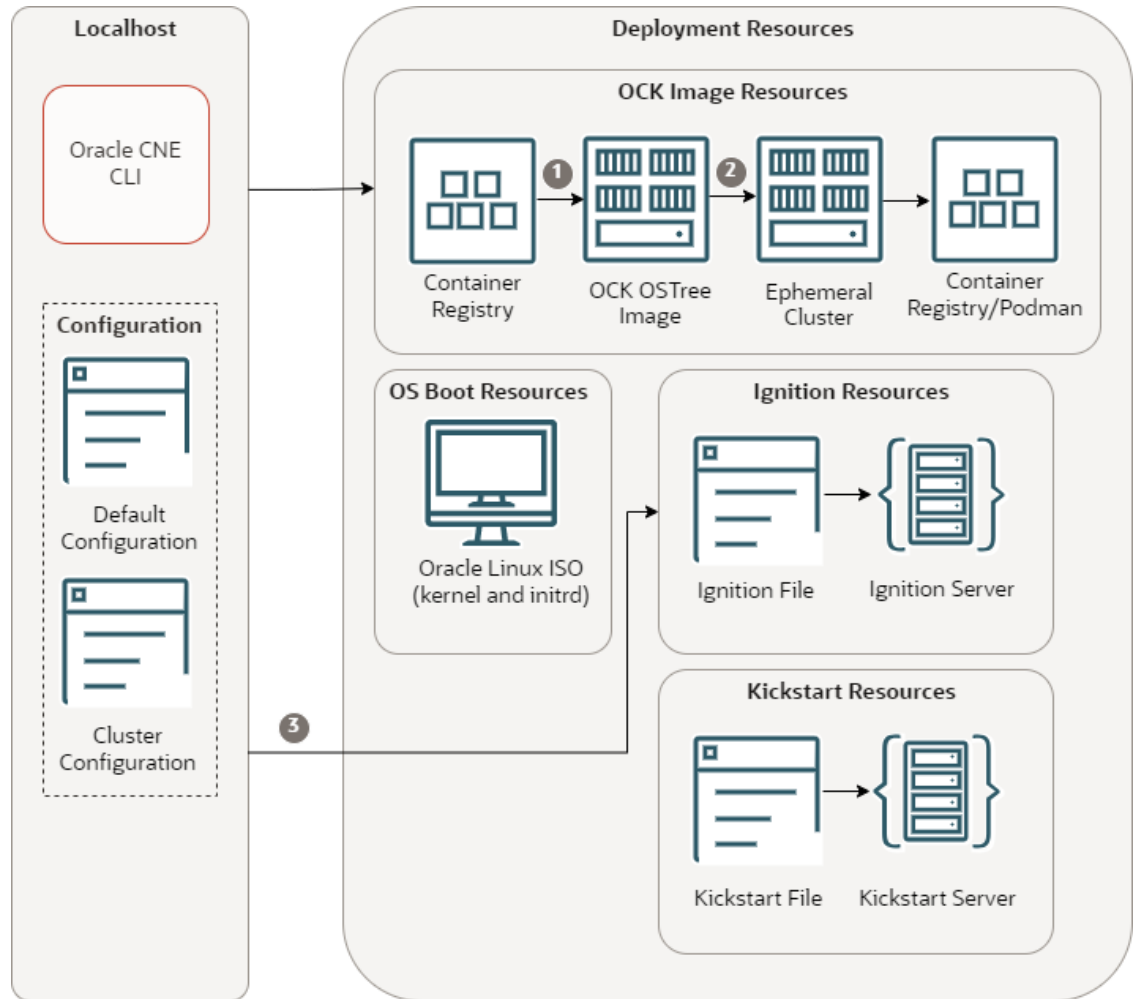 Localhost
Oracle CNE
CLI
Configuration
Default
Configuration
Cluster
Configuration
Deployment Resources
OCK Image Resources
1
2
Container
Registry
OCK OSTree
Image
Ephemeral
Cluster
Container
Registry/Podman
OS Boot Resources
Oracle Linux ISO
(kernel and initrd)
Ignition Resources
Ignition File
Ignition Server
3
Kickstart Resources
Kickstart File
Kickstart Server